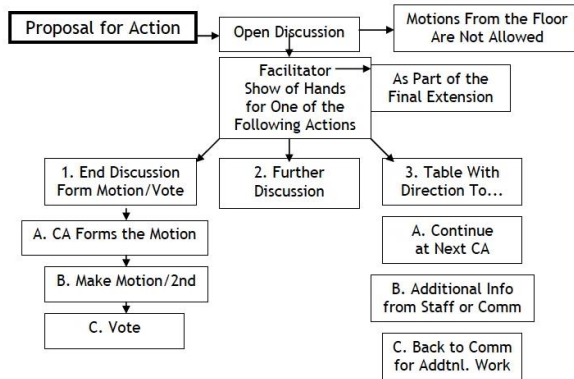 Proposal for Action
Open Discussion
Motions From the Floor
Are Not Allowed
Facilitator
Show of Hands
for One of the
Following Actions
As Part of the
Final Extension
1. End Discussion
Form Motion/Vote
2. Further
Discussion
3. Table With
Direction To...
A. CA Forms the Motion
B. Make Motion/2nd
C. Vote
A. Continue
at Next CA
B. Additional Info
from Staff or Comm
C. Back to Comm
for Addtnl. Work